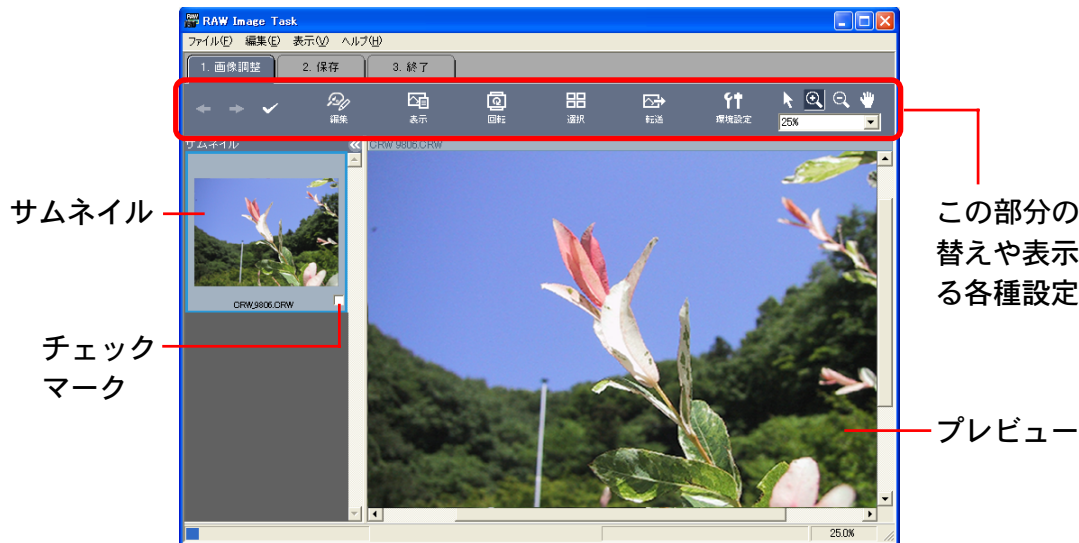 RAW Image Task
ファイル(F) 編集(E) 表示(V) ヘルプ(H)
1. 画像調整 2. 保存 3. 終了
編集 表示 回転 選択 転送 環境設定
25%
サムネイル
CRW_9806.CRW
CRW_9806.CRW
25.0%
サムネイル
チェック
マーク
この部分の
替えや表示
る各種設定
プレビュー